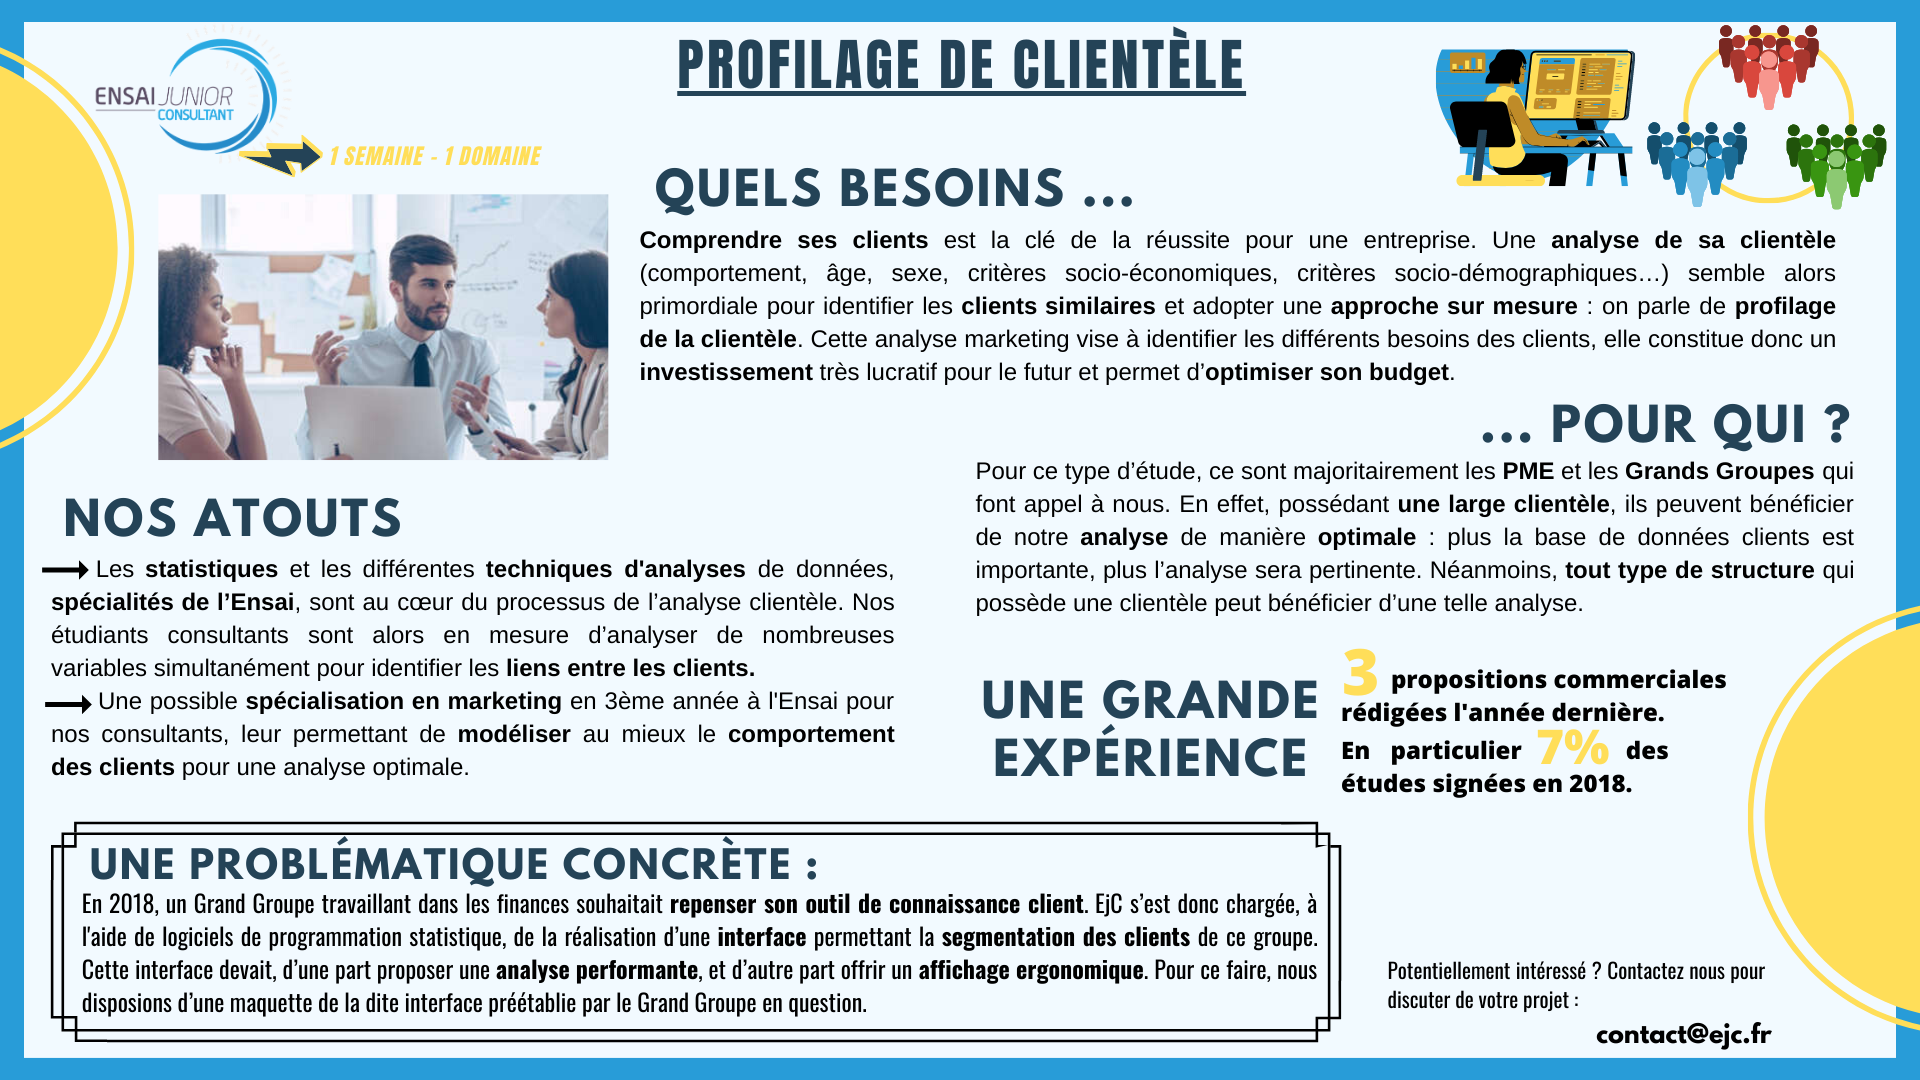 PROFILAGE DE CLIENTÈLE
ENSAI JUNIOR
CONSULTANT
1 SEMAINE - 1 DOMAINE
QUELS BESOINS ...
Comprendre ses clients est la clé de la réussite pour une entreprise. Une analyse de sa clientèle
(comportement, âge, sexe, critères socio-économiques, critères socio-démographiques…) semble alors
primordiale pour identifier les clients similaires et adopter une approche sur mesure : on parle de profilage
de la clientèle. Cette analyse marketing vise à identifier les différents besoins des clients, elle constitue donc un
investissement très lucratif pour le futur et permet d’optimiser son budget.
... POUR QUI ?
Pour ce type d’étude, ce sont majoritairement les PME et les Grands Groupes qui
font appel à nous. En effet, possédant une large clientèle, ils peuvent bénéficier
de notre analyse de manière optimale : plus la base de données clients est
importante, plus l’analyse sera pertinente. Néanmoins, tout type de structure qui
possède une clientèle peut bénéficier d’une telle analyse.
NOS ATOUTS
Les statistiques et les différentes techniques d'analyses de données,
spécialités de l’Ensai, sont au cœur du processus de l’analyse clientèle. Nos
étudiants consultants sont alors en mesure d’analyser de nombreuses
variables simultanément pour identifier les liens entre les clients.
Une possible spécialisation en marketing en 3ème année à l'Ensai pour
nos consultants, leur permettant de modéliser au mieux le comportement
des clients pour une analyse optimale.
UNE GRANDE
EXPÉRIENCE
3 propositions commerciales
rédigées l'année dernière.
En particulier 7% des
études signées en 2018.
UNE PROBLÉMATIQUE CONCRÈTE :
En 2018, un Grand Groupe travaillant dans les finances souhaitait repenser son outil de connaissance client. EjC s’est donc chargée, à
l'aide de logiciels de programmation statistique, de la réalisation d’une interface permettant la segmentation des clients de ce groupe.
Cette interface devait, d’une part proposer une analyse performante, et d’autre part offrir un affichage ergonomique. Pour ce faire, nous
disposions d’une maquette de la dite interface préétablie par le Grand Groupe en question.
Potentiellement intéressé ? Contactez nous pour
discuter de votre projet :
contact@ejc.fr